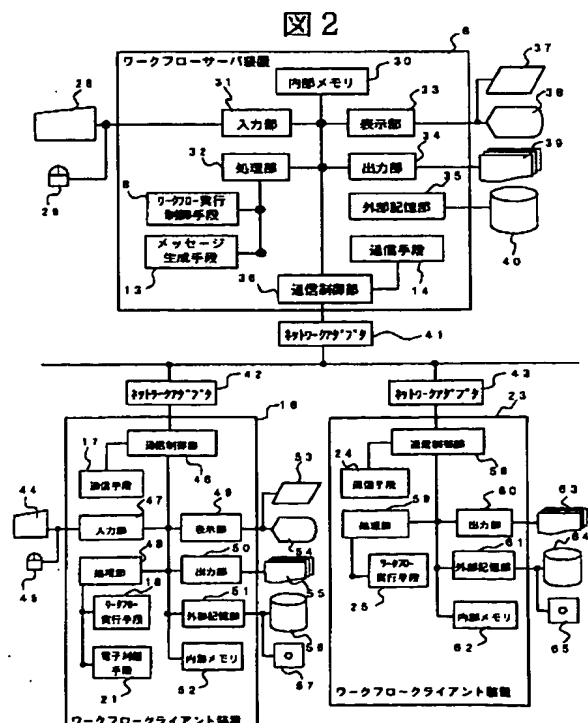 図2
6
ワークフローサーバ装置
37
28
31
30
内部メモリ
33
38
入力部
表示部
32
34
39
29
処理部
出力部
8
35
ワークフロー実行
制御手段
外部記憶部
メッセージ
生成手段
通信手段
40
13
36
14
通信制御部
ネットワークアダプタ
41
42
43
ネットワークアダプタ
ネットワークアダプタ
16
23
17
通信制御部
53
24
通信制御部
通信手段
46
通信手段
58
44
47
49
59
60
63
入力部
表示部
54
処理部
出力部
64
45
48
50
61
処理部
出力部
外部記憶部
18
51
55
25
ワークフロー
実行手段
ワークフロー
実行手段
外部記憶部
56
内部メモリ
65
62
手段
内部メモリ
21
52
57
ワークフロークライアント装置
ワークフロークライアント装置